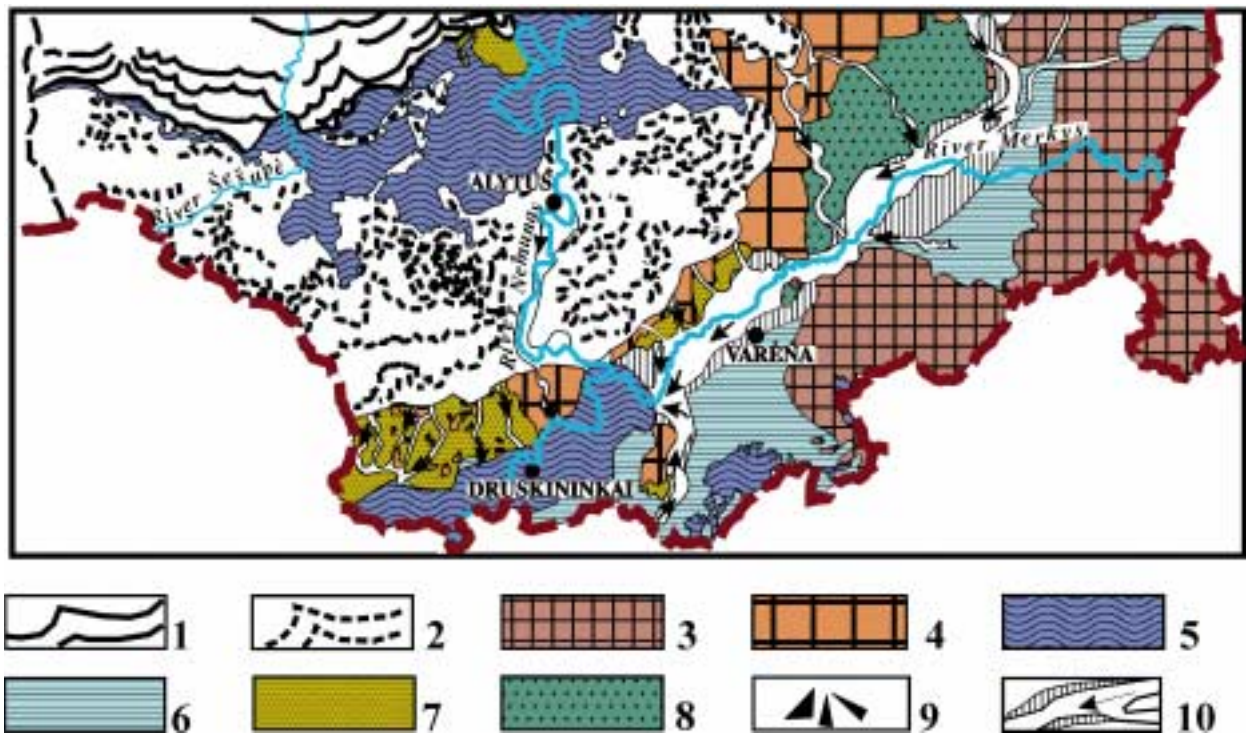 River Merkys
River Šešupė
ALYTUS
River Nemunas
VARĖNA
DRUSKININKAI
1 2 3 4 5
6 7 8 9 10